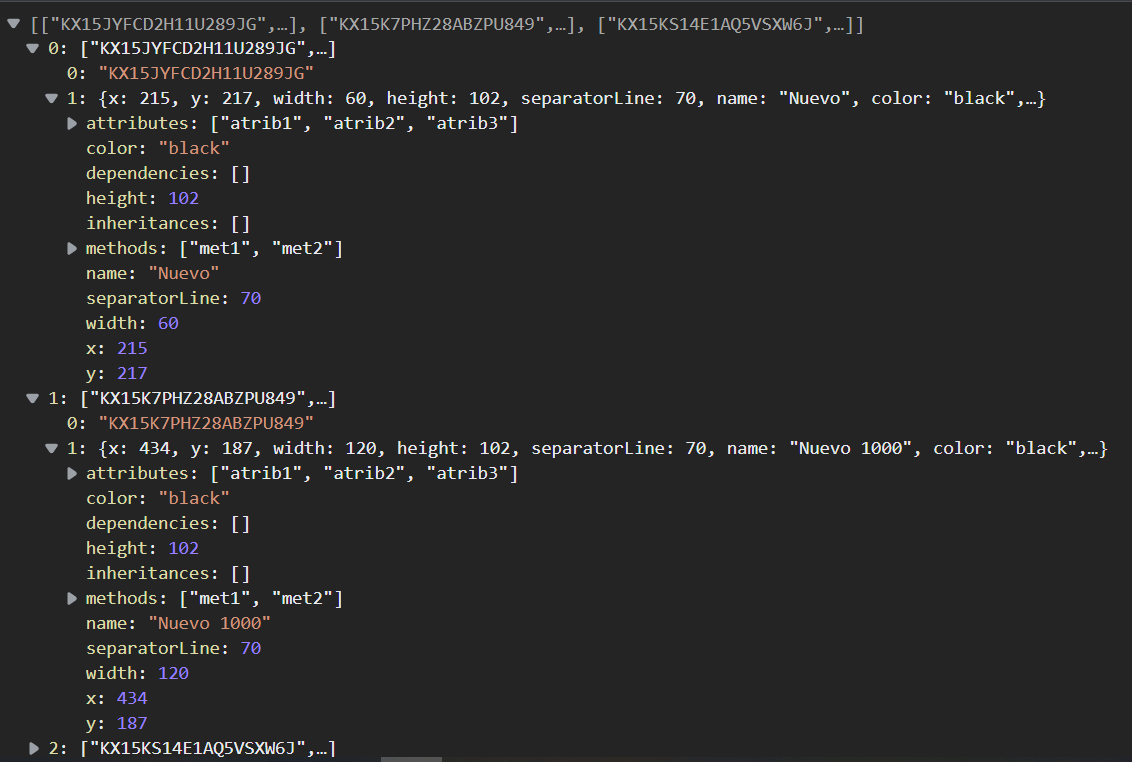 [["KX15JYFCD2H11U289JG",…], ["KX15K7PHZ28ABZPU849",…], ["KX15KS14E1AQ5VSXW6J",…]]
0: ["KX15JYFCD2H11U289JG",…]
0: "KX15JYFCD2H11U289JG"
1: {x: 215, y: 217, width: 60, height: 102, separatorLine: 70, name: "Nuevo", color: "black",…}
attributes: ["atrib1", "atrib2", "atrib3"]
color: "black"
dependencies: []
height: 102
inheritances: []
methods: ["met1", "met2"]
name: "Nuevo"
separatorLine: 70
width: 60
x: 215
y: 217
1: ["KX15K7PHZ28ABZPU849",…]
0: "KX15K7PHZ28ABZPU849"
1: {x: 434, y: 187, width: 120, height: 102, separatorLine: 70, name: "Nuevo 1000", color: "black",…}
attributes: ["atrib1", "atrib2", "atrib3"]
color: "black"
dependencies: []
height: 102
inheritances: []
methods: ["met1", "met2"]
name: "Nuevo 1000"
separatorLine: 70
width: 120
x: 434
y: 187
2: ["KX15KS14E1AQ5VSXW6J",…]